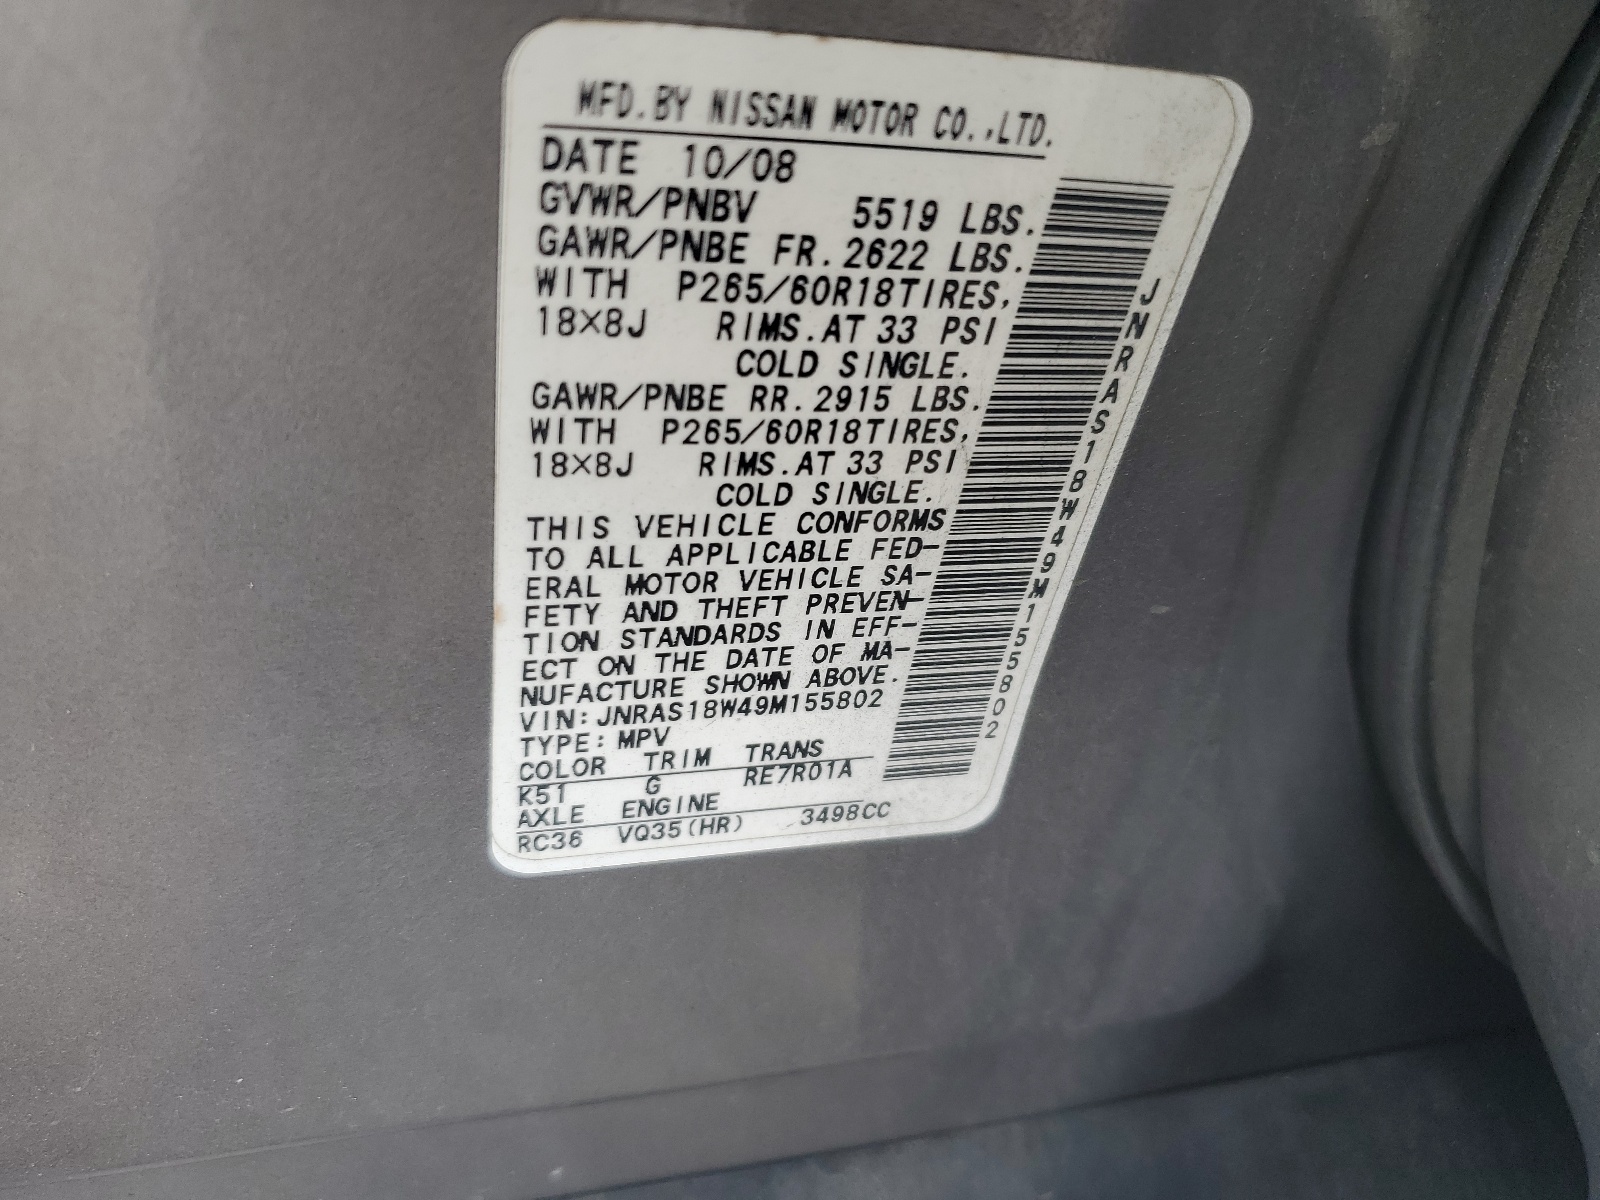 MFD.BY NISSAN MOTOR CO.,LTD.
DATE 10/08
GVWR/PNBV 5519 LBS.
GAWR/PNBE FR.2622 LBS.
WITH P265/60R18TIRES,
18×8J RIMS.AT 33 PSI
COLD SINGLE.
GAWR/PNBE RR.2915 LBS.
WITH P265/60R18TIRES,
18×8J RIMS.AT 33 PSI
COLD SINGLE.
THIS VEHICLE CONFORMS
TO ALL APPLICABLE FED-
ERAL MOTOR VEHICLE SA-
FETY AND THEFT PREVEN-
TION STANDARDS IN EFF-
ECT ON THE DATE OF MA-
NUFACTURE SHOWN ABOVE.
VIN:JNRAS18W49M155802
TYPE:MPV
COLOR TRIM TRANS
K51 G RE7R01A
AXLE ENGINE
RC36 VQ35(HR) 3498CC
JNRAS18W49M155802